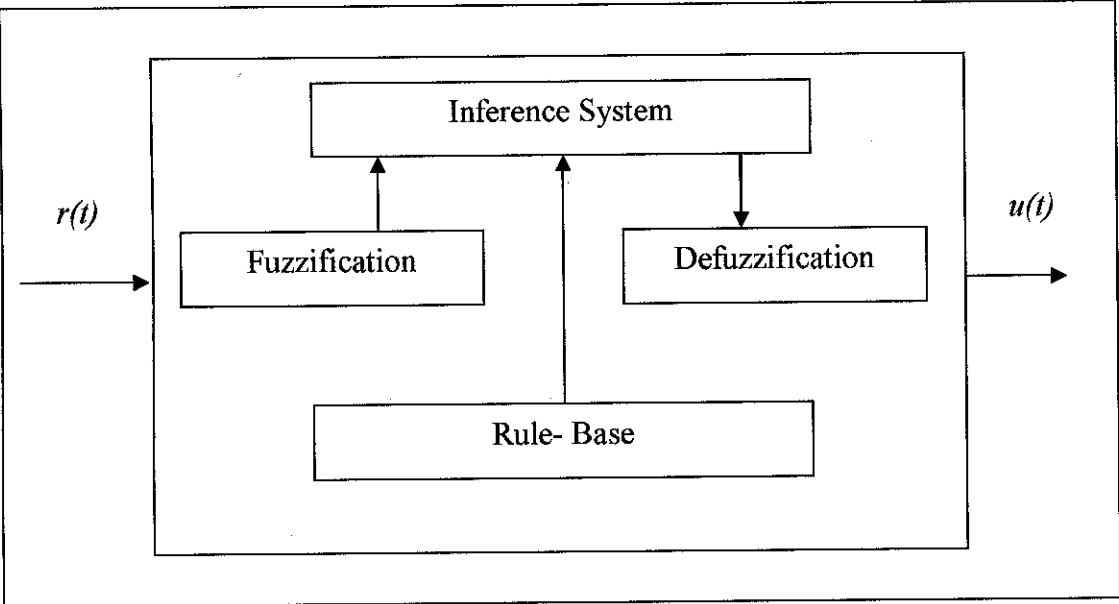 Inference System
r(t)
u(t)
Fuzzification
Defuzzification
Rule- Base